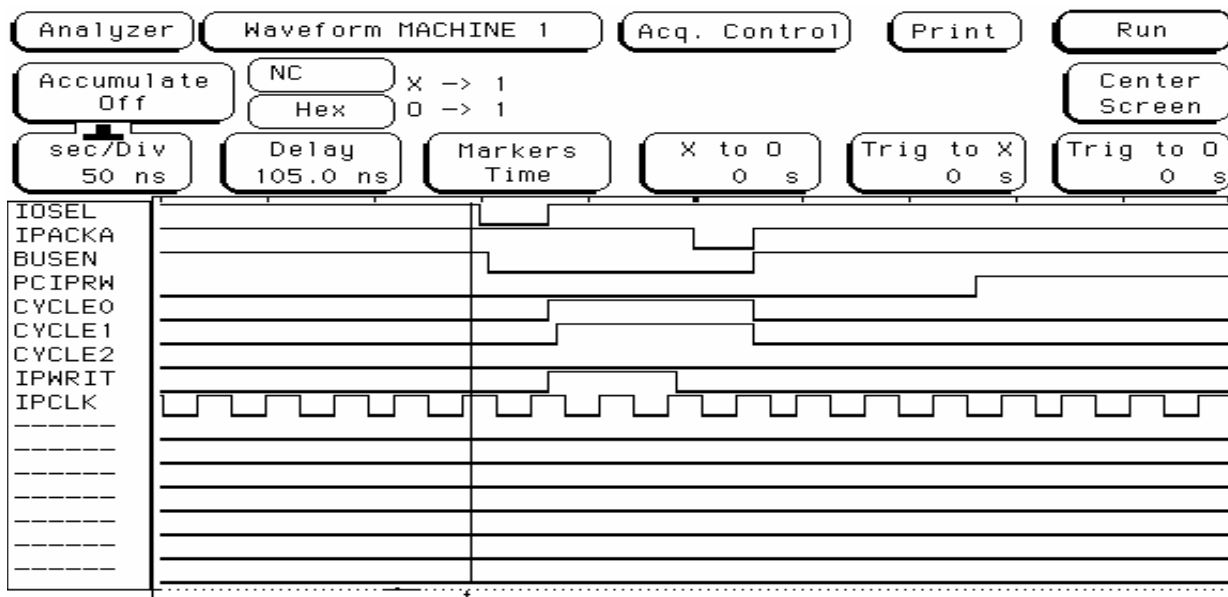 Analyzer Waveform MACHINE 1 Acq. Control Print Run
Accumulate Off
NC
Hex
X -> 1
O -> 1
Center Screen
sec/Div 50 ns
Delay 105.0 ns
Markers Time
X to O 0 s
Trig to X 0 s
Trig to O 0 s
IOSEL
IPACKA
BUSEN
PCIPRW
CYCLE0
CYCLE1
CYCLE2
IPWRIT
IPCLK
------
------
------
------
------
------
------